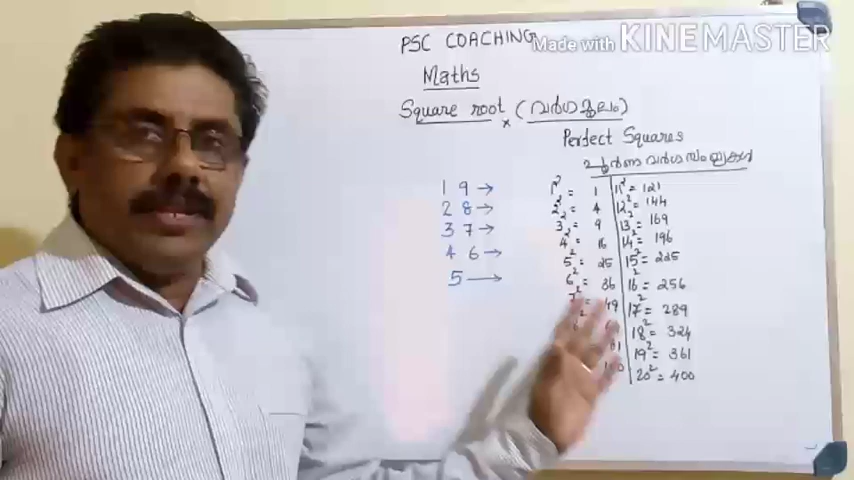 PSC COACHING
Made with KINEMASTER
Maths
Square root (വർഗമൂലം)
Perfect Squares
പൂർണ വർഗസംഖ്യകൾ
1 9 →
2 8 →
3 7 →
4 6 →
5 →
1² = 1
2² = 4
3² = 9
4² = 16
5² = 25
6² = 36
49
11² = 121
12² = 144
13² = 169
14² = 196
15² = 225
16² = 256
17² = 289
18² = 324
19² = 361
20² = 400